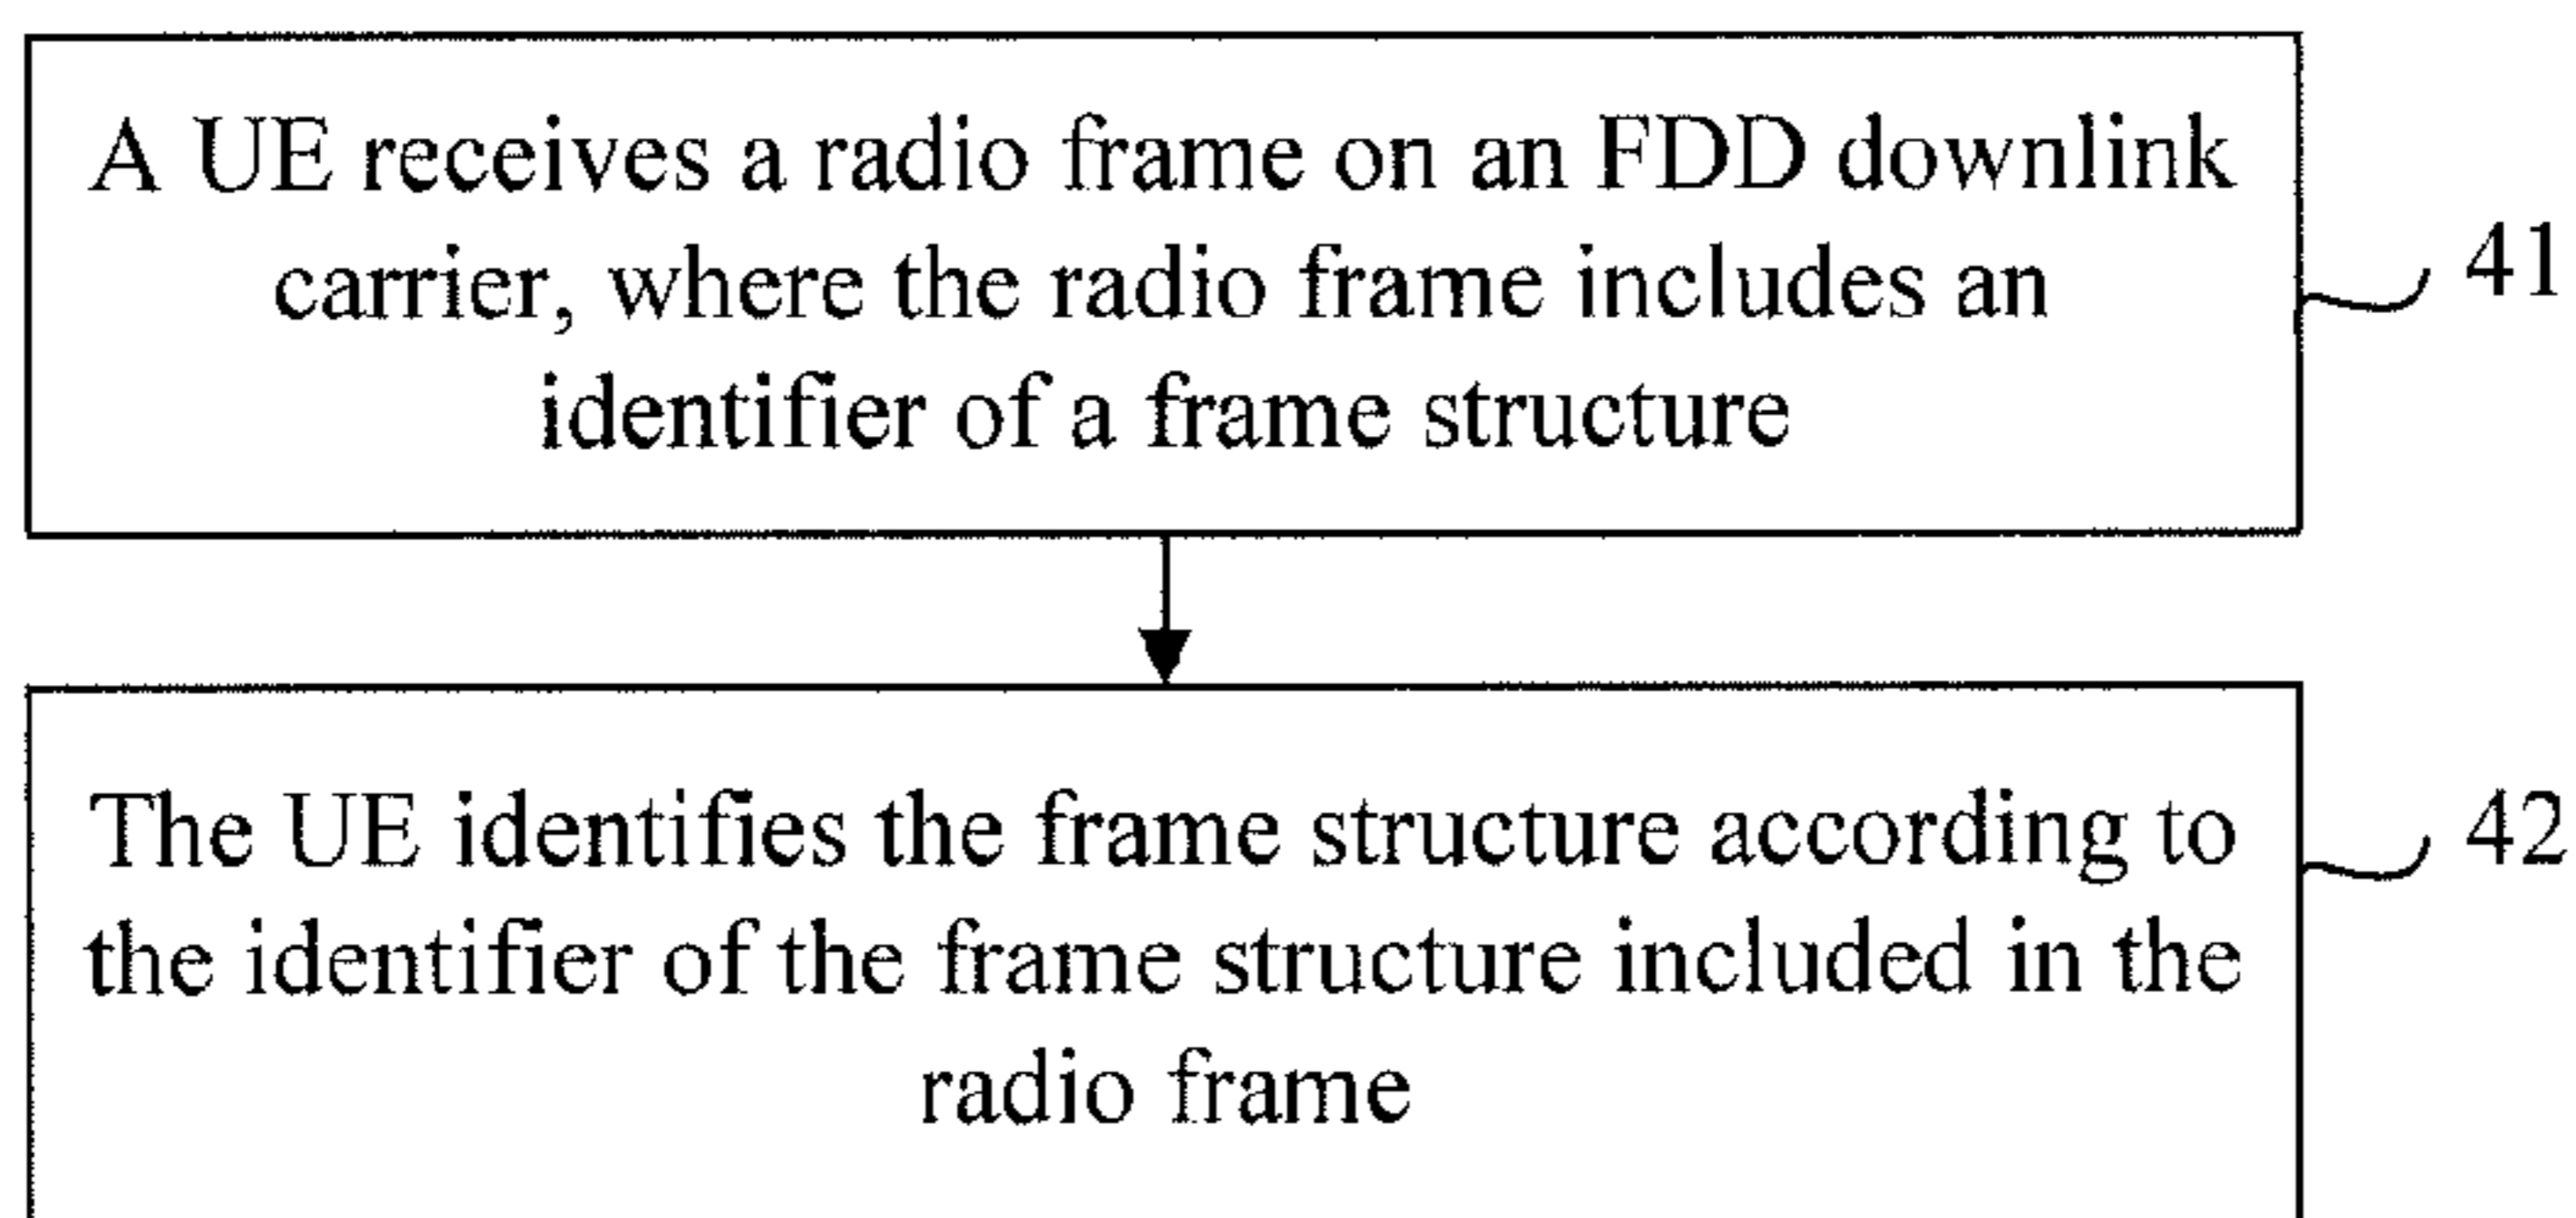 A UE receives a radio frame on an FDD downlink
carrier, where the radio frame includes an
identifier of a frame structure
41
The UE identifies the frame structure according to
the identifier of the frame structure included in the
radio frame
42